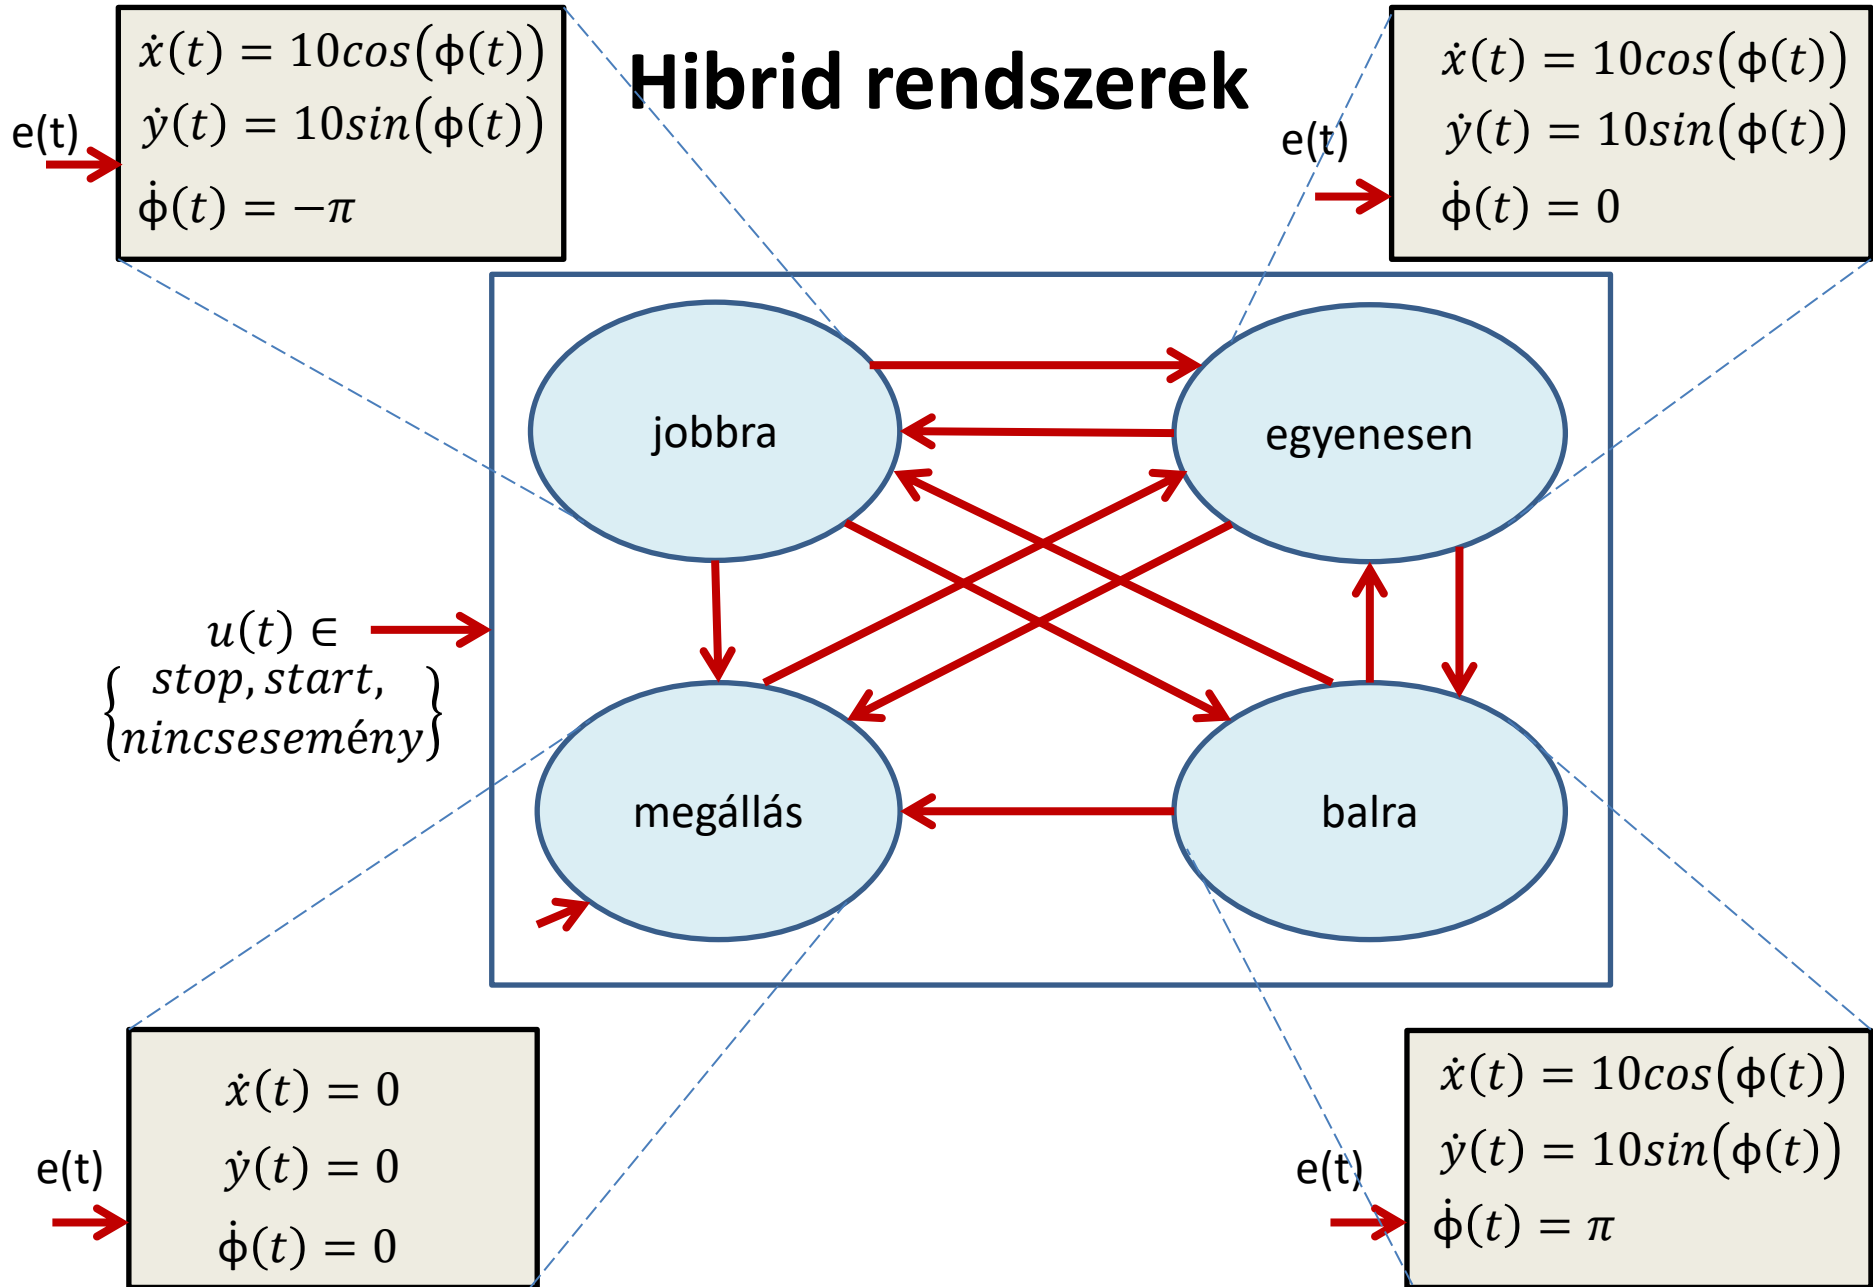 Hibrid rendszerek
e(t)
ẋ(t) = 10cos(ϕ(t))
ẏ(t) = 10sin(ϕ(t))
ϕ̇(t) = −π
e(t)
ẋ(t) = 10cos(ϕ(t))
ẏ(t) = 10sin(ϕ(t))
ϕ̇(t) = 0
jobbra
egyenesen
u(t) ∈
{stop, start,
nincsesemény}
megállás
balra
e(t)
ẋ(t) = 0
ẏ(t) = 0
ϕ̇(t) = 0
e(t)
ẋ(t) = 10cos(ϕ(t))
ẏ(t) = 10sin(ϕ(t))
ϕ̇(t) = π